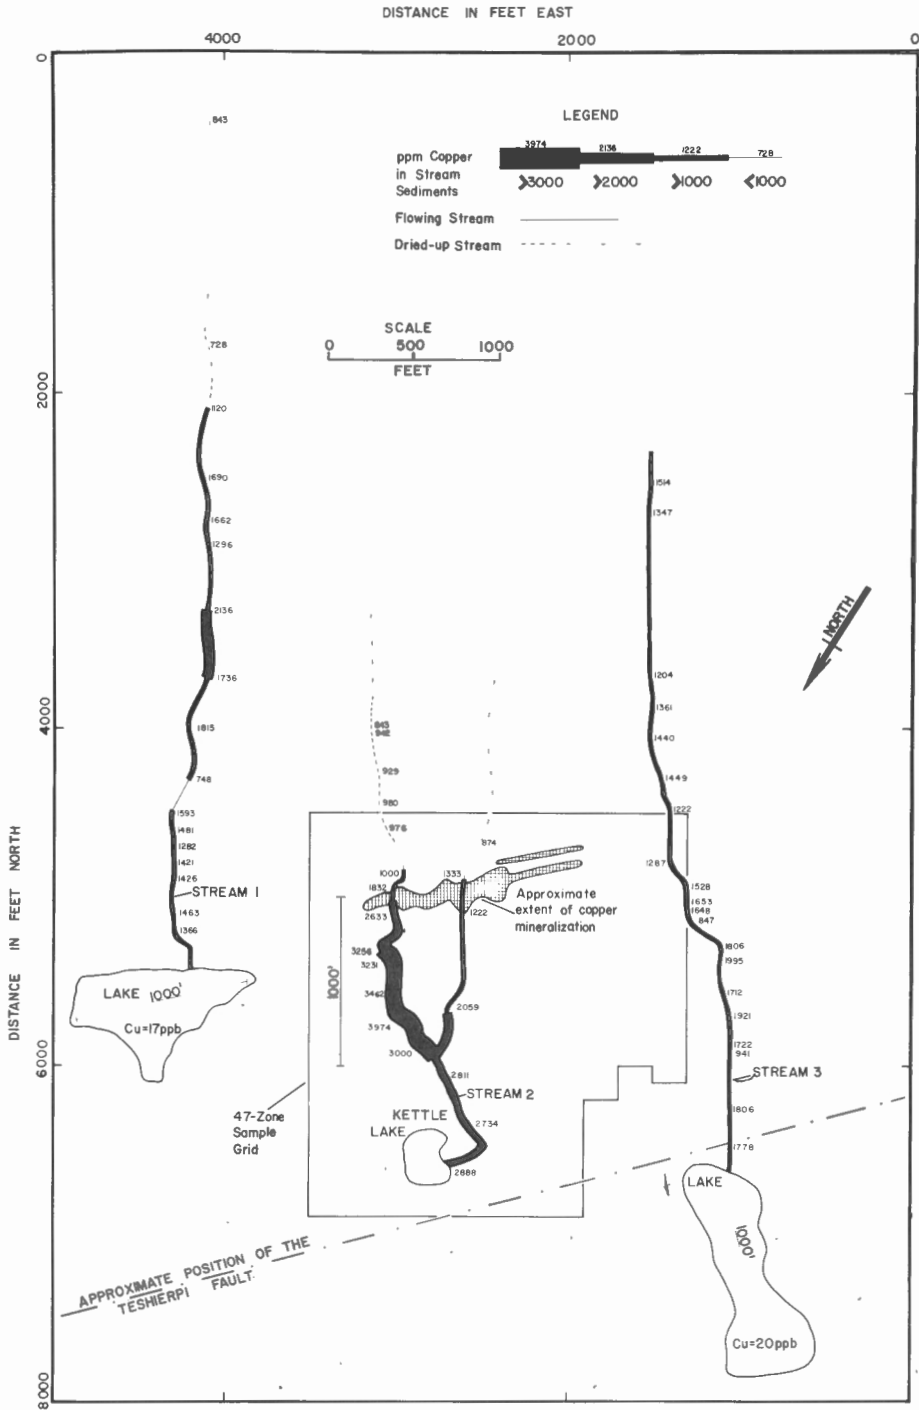 DISTANCE IN FEET EAST
4000 2000 0
0
843
LEGEND
3974 2136 1222 728
ppm Copper
in Stream
Sediments
>3000 >2000 >1000 <1000
Flowing Stream
Dried-up Stream
728
SCALE
0 500 1000
FEET
2000
1120
1690
1662
1296
2136
1736
1815
748
1593
1481
1282
1421
1426
STREAM 1
1463
1366
LAKE 1000'
Cu=17ppb
1514
1347
NORTH
1204
1361
1440
1449
1222
1287
1528
1653
1648
847
1806
1995
1712
1921
1722
941
STREAM 3
1806
1778
LAKE
1000'
Cu=20ppb
4000
843
942
929
980
976
874
1000
1333
1832
2633
1222
Approximate
extent of copper
mineralization
3256
3231
3462
3974
3000
1000'
2059
2811
STREAM 2
2734
KETTLE
LAKE
2888
47-Zone
Sample
Grid
DISTANCE IN FEET NORTH
6000
APPROXIMATE POSITION OF THE
TESHIERPI FAULT.
8000